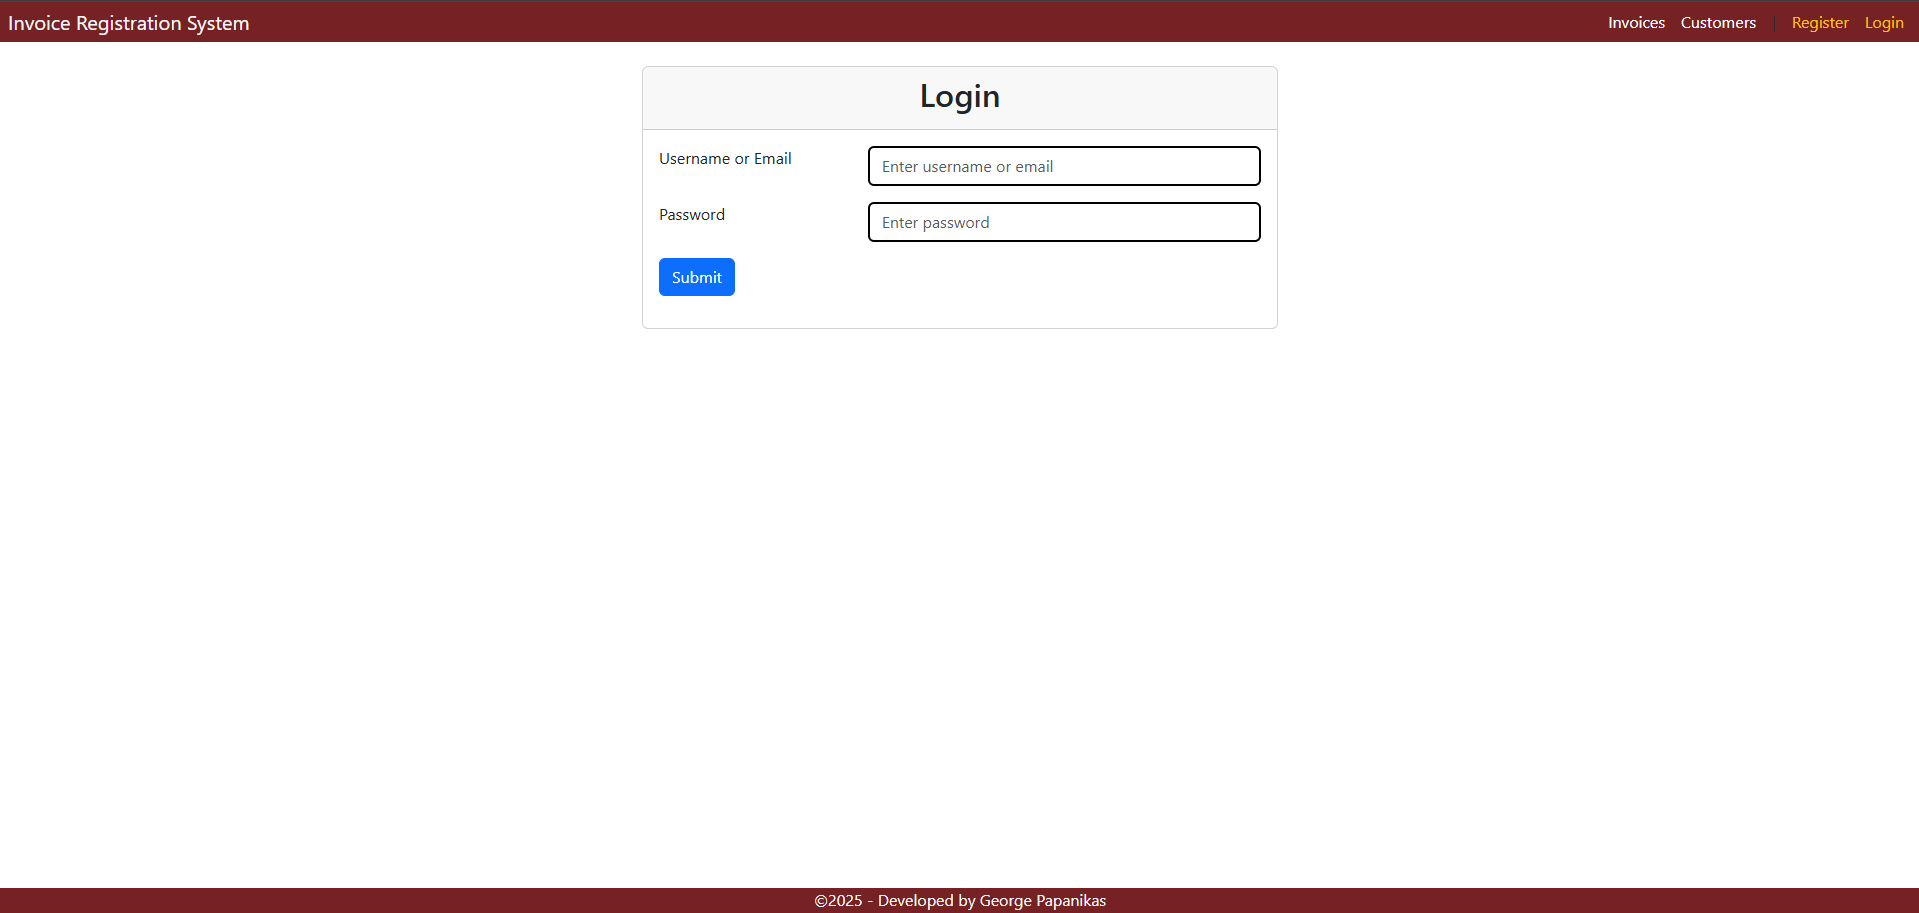 Invoice Registration System
Invoices Customers | Register Login
Login
Username or Email
Enter username or email
Password
Enter password
Submit
©2025 - Developed by George Papanikas